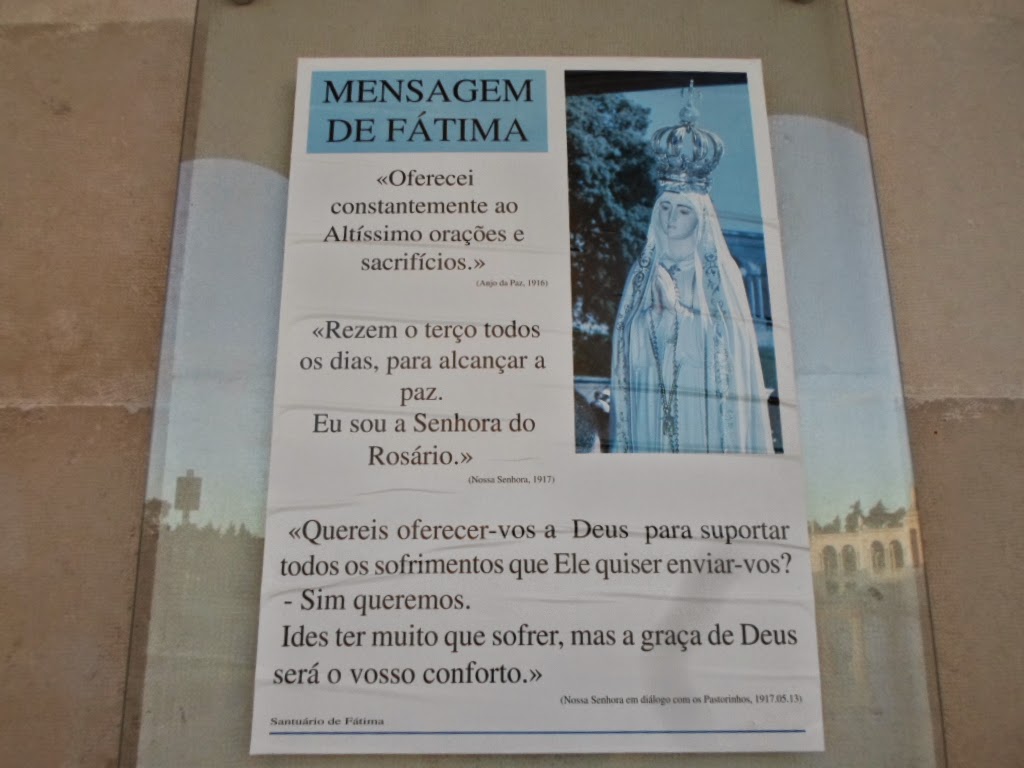 MENSAGEM
DE FÁTIMA
«Oferecei
constantemente ao
Altíssimo orações e
sacrifícios.»
(Anjo da Paz, 1916)
«Rezem o terço todos
os dias, para alcançar a
paz.
Eu sou a Senhora do
Rosário.»
(Nossa Senhora, 1917)
«Quereis oferecer-vos a Deus para suportar
todos os sofrimentos que Ele quiser enviar-vos?
- Sim queremos.
Ides ter muito que sofrer, mas a graça de Deus
será o vosso conforto.»
(Nossa Senhora em diálogo com os Pastorinhos, 1917.05.13)
Santuário de Fátima